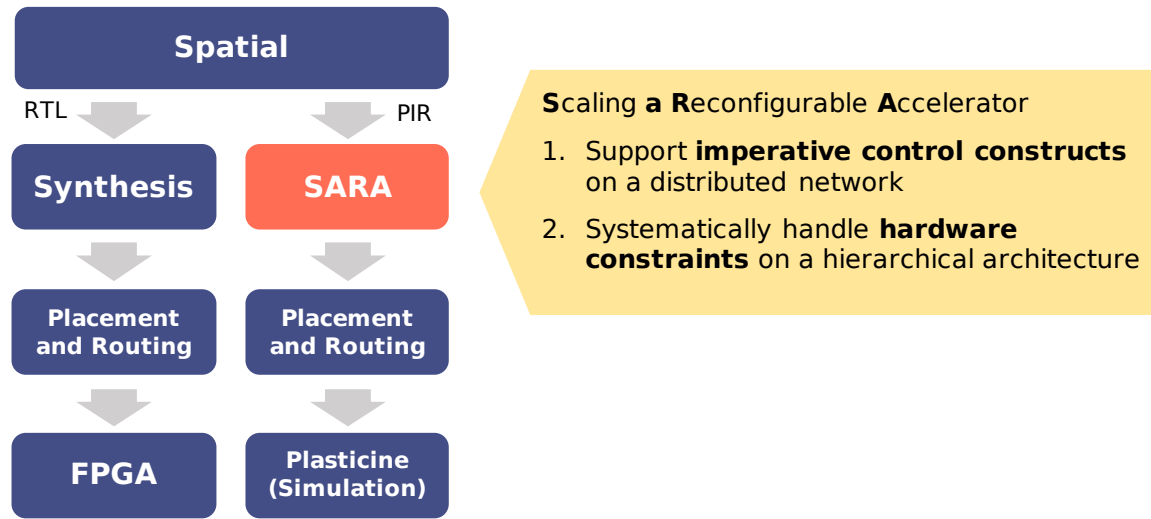 Spatial
RTL
PIR
Synthesis
SARA
Placement
and Routing
Placement
and Routing
FPGA
Plasticine
(Simulation)
Scaling a Reconfigurable Accelerator
1. Support imperative control constructs
on a distributed network
2. Systematically handle hardware
constraints on a hierarchical architecture